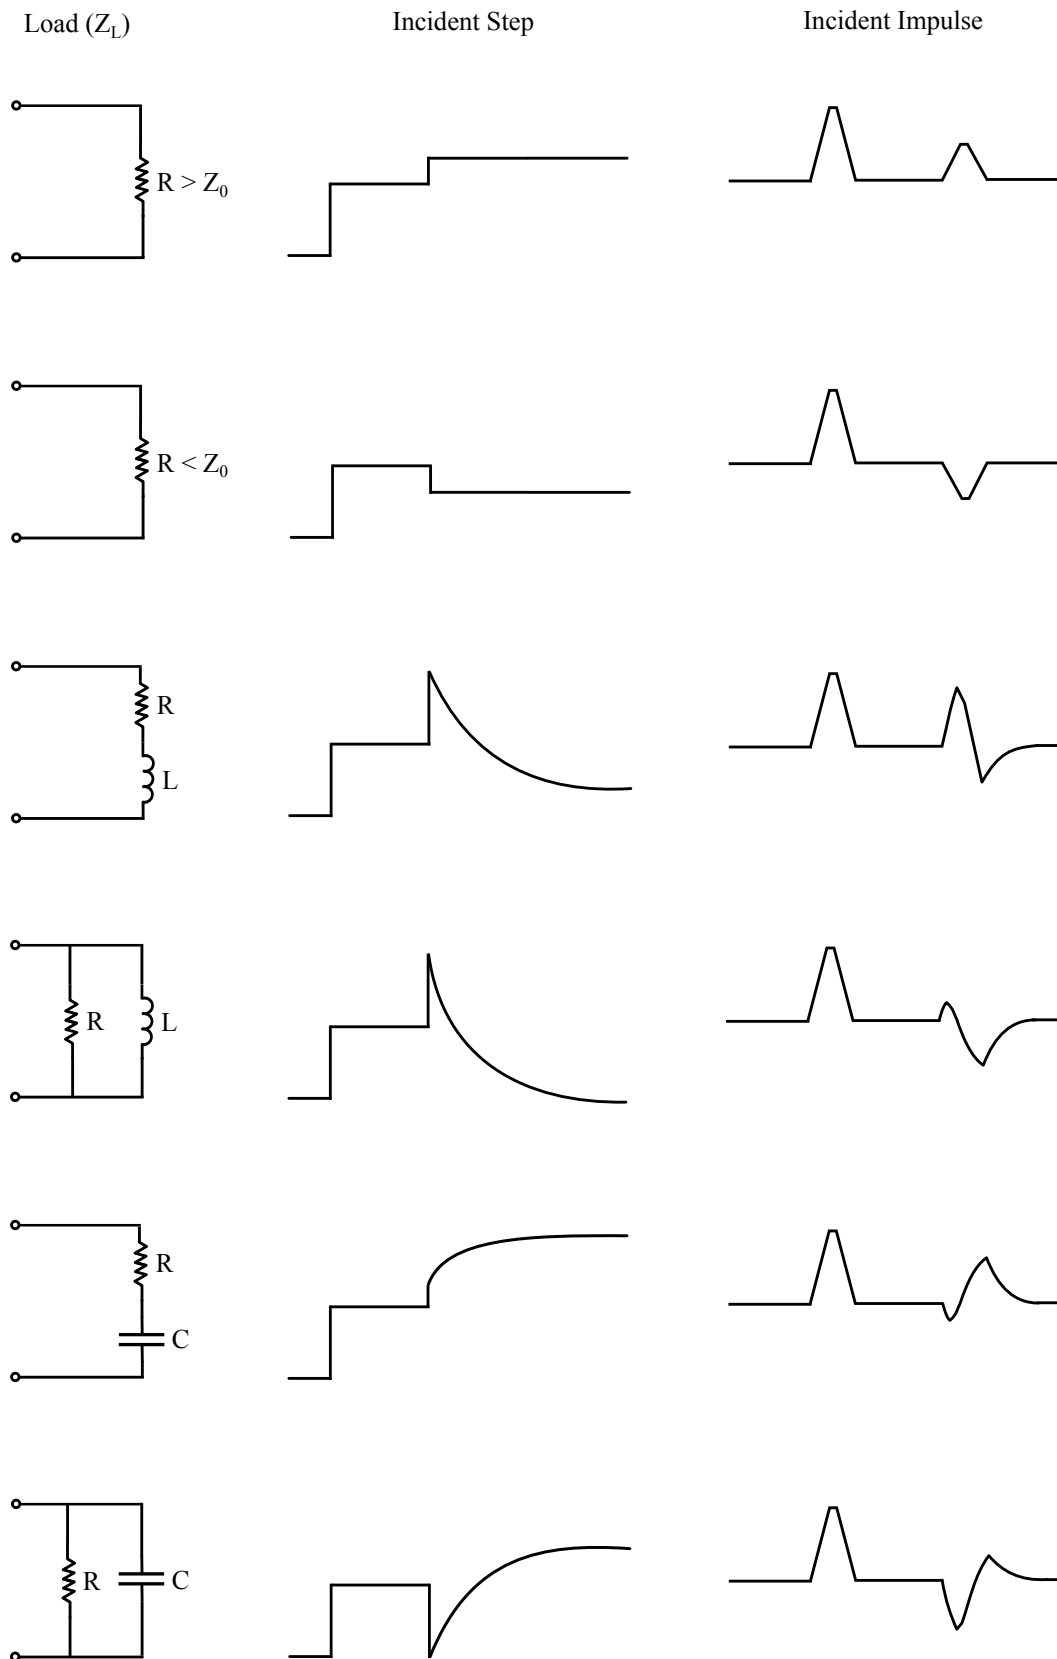 Load (Z_L) Incident Step Incident Impulse
R > Z_0
R < Z_0
R
L
R L
R
C
R C